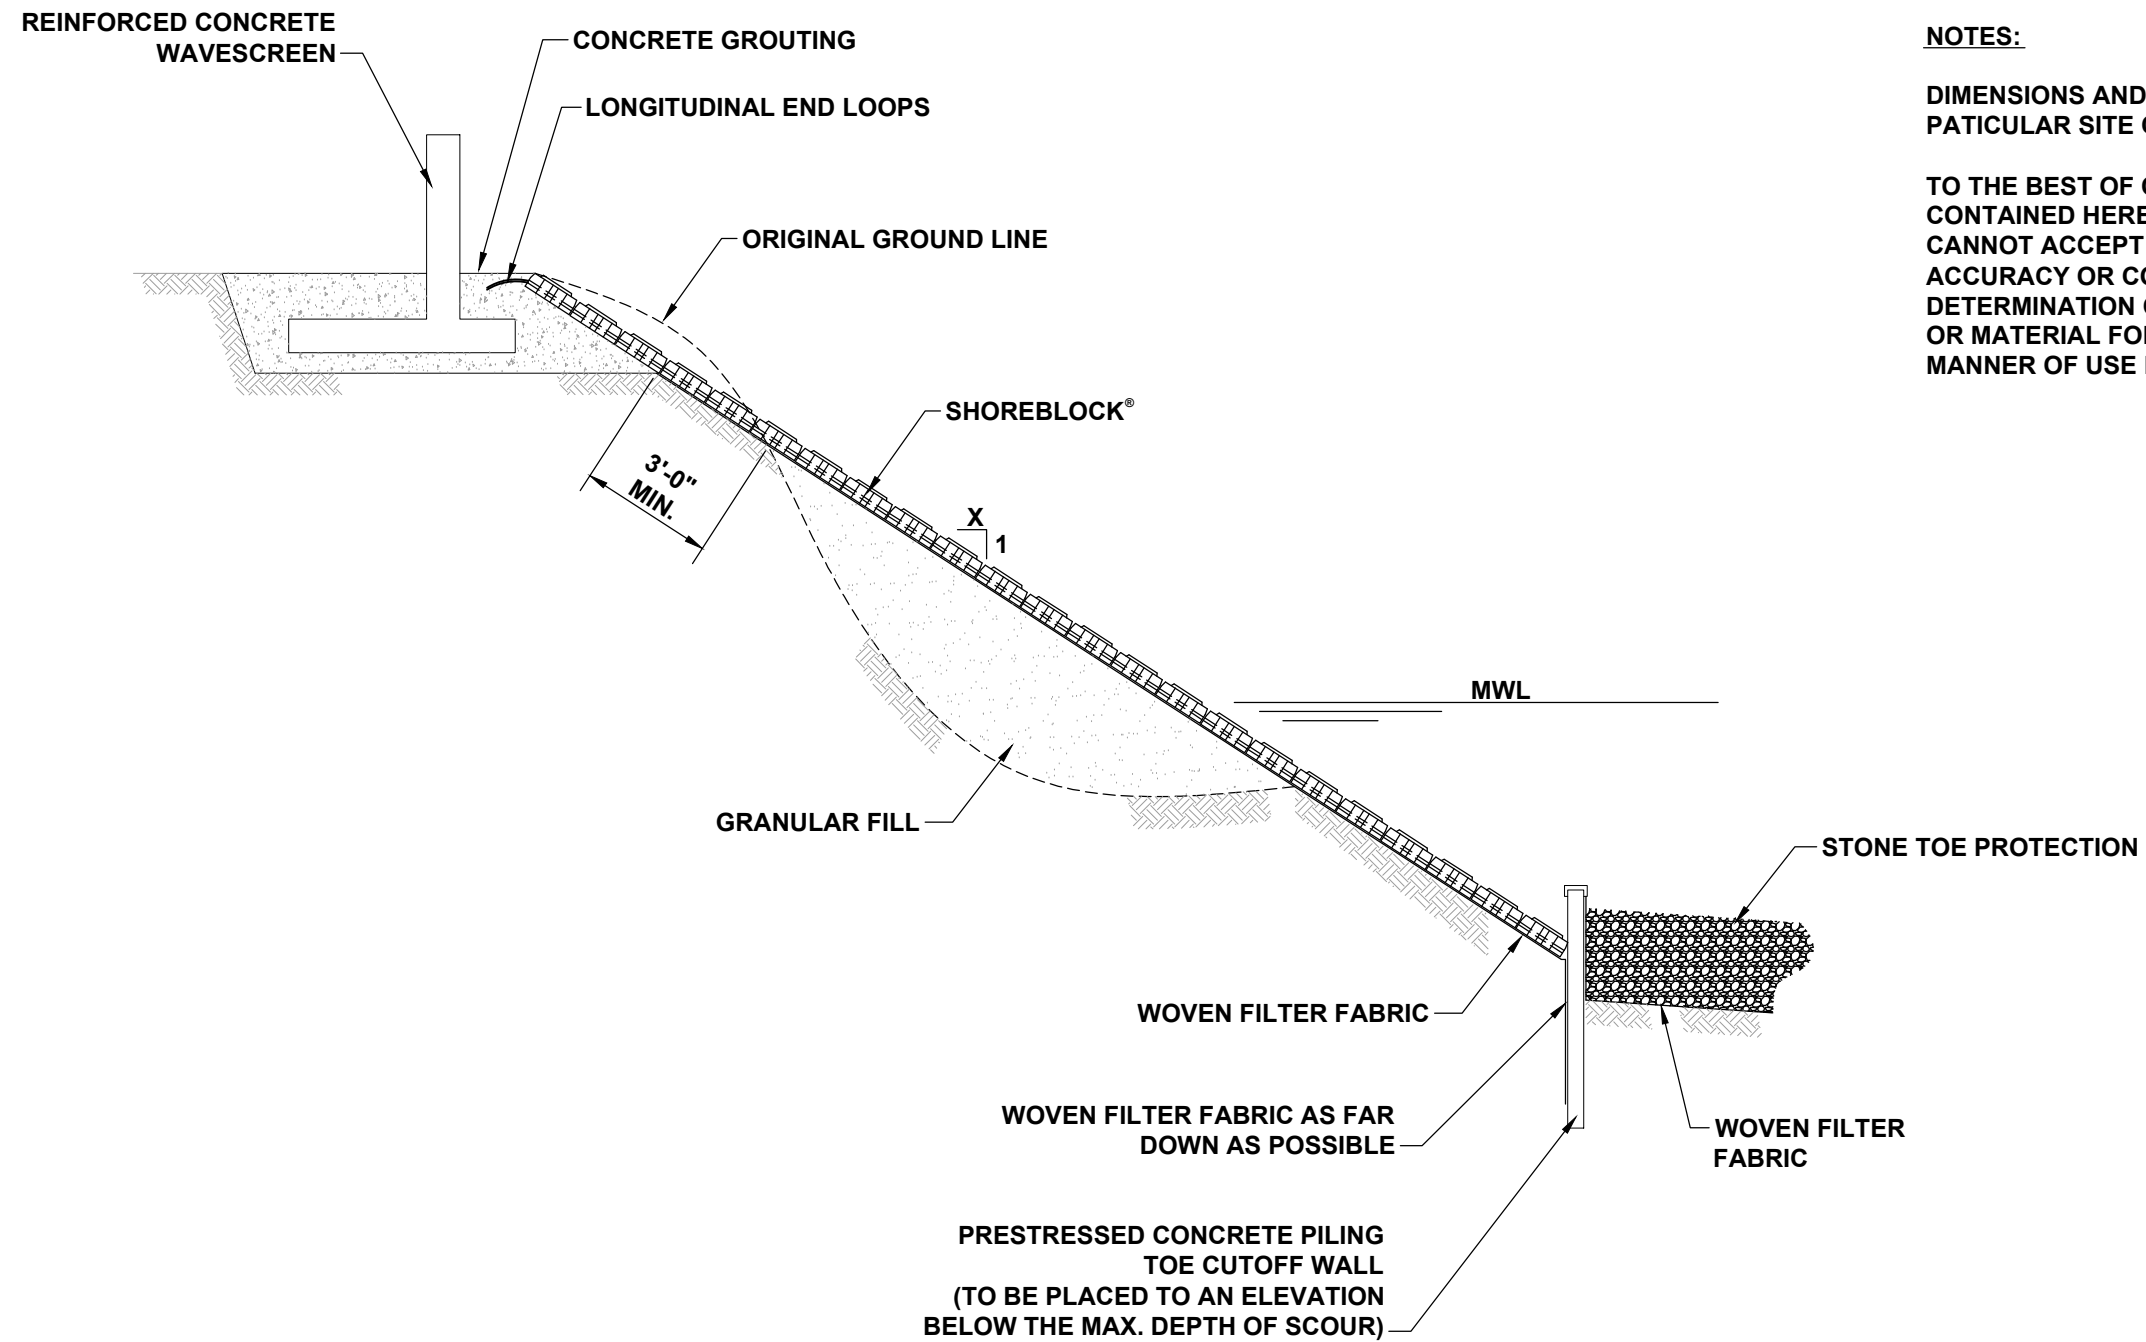 REINFORCED CONCRETE
WAVESCREEN
CONCRETE GROUTING
LONGITUDINAL END LOOPS
ORIGINAL GROUND LINE
SHOREBLOCK®
3'-0"
MIN.
X
1
MWL
GRANULAR FILL
STONE TOE PROTECTION
WOVEN FILTER FABRIC
WOVEN FILTER FABRIC AS FAR
DOWN AS POSSIBLE
WOVEN FILTER
FABRIC
PRESTRESSED CONCRETE PILING
TOE CUTOFF WALL
(TO BE PLACED TO AN ELEVATION
BELOW THE MAX. DEPTH OF SCOUR)
NOTES:
DIMENSIONS AND
PATICULAR SITE
TO THE BEST OF
CONTAINED
CANNOT ACCEPT
ACCURACY OR
DETERMINATION
OR MATERIAL
MANNER OF USE